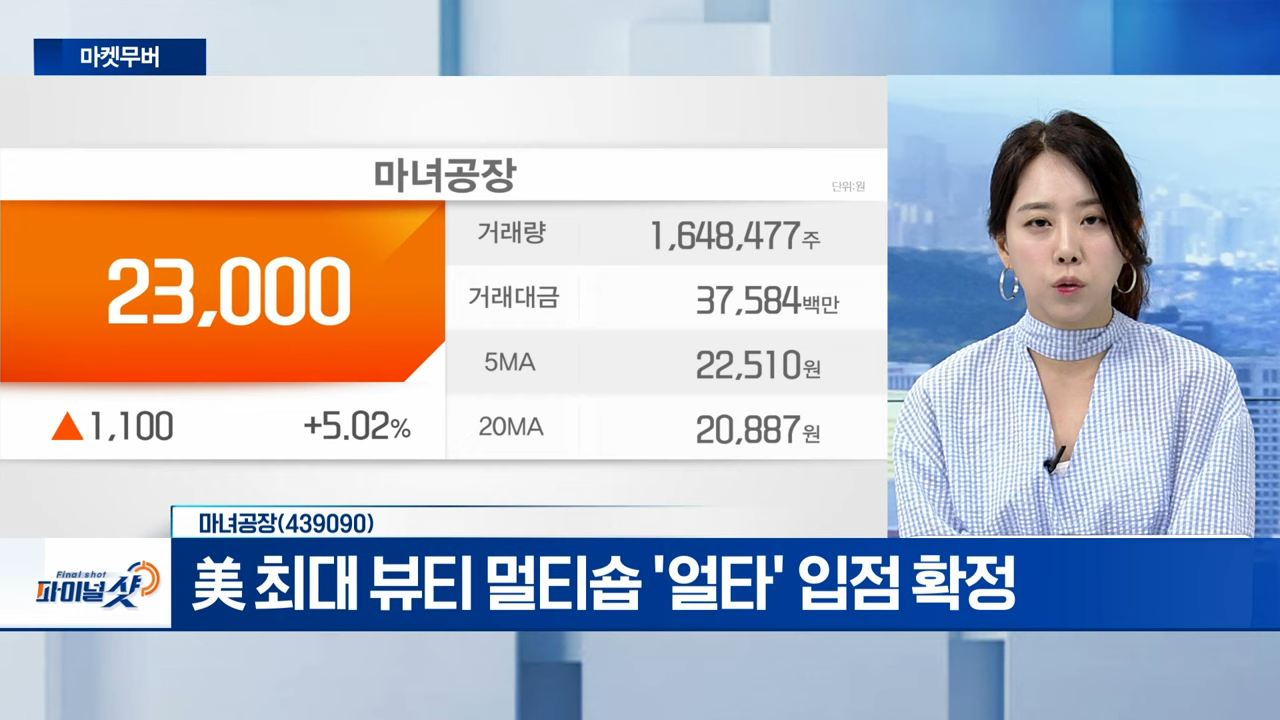 마켓무버
마녀공장
단위:원
23,000
▲1,100 +5.02%
거래량 1,648,477주
거래대금 37,584백만
5MA 22,510원
20MA 20,887원
마녀공장(439090)
Final shot
파이널샷
美 최대 뷰티 멀티숍 '얼타' 입점 확정